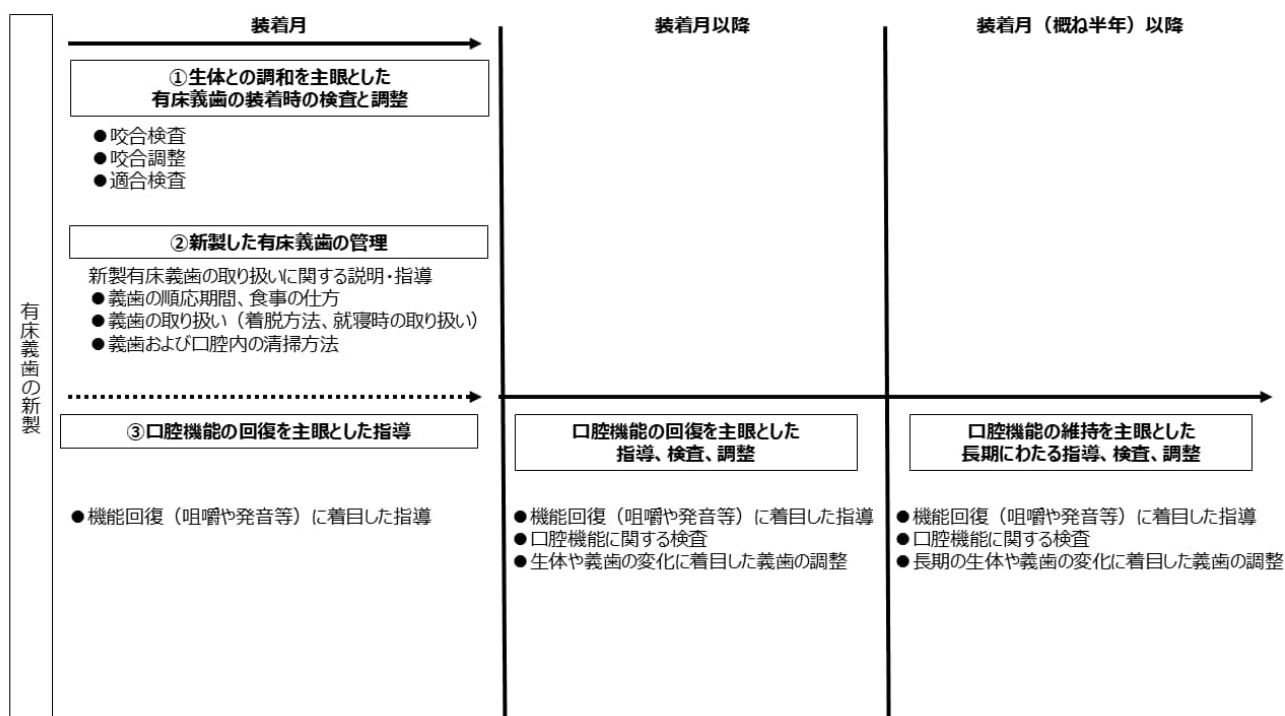 有床義歯の新製
装着月
①生体との調和を主眼とした
有床義歯の装着時の検査と調整
●咬合検査
●咬合調整
●適合検査
②新製した有床義歯の管理
新製有床義歯の取り扱いに関する説明・指導
●義歯の順応期間、食事の仕方
●義歯の取り扱い（着脱方法、就寝時の取り扱い）
●義歯および口腔内の清掃方法
③口腔機能の回復を主眼とした指導
●機能回復（咀嚼や発音等）に着目した指導
装着月以降
口腔機能の回復を主眼とした
指導、検査、調整
●機能回復（咀嚼や発音等）に着目した指導
●口腔機能に関する検査
●生体や義歯の変化に着目した義歯の調整
装着月（概ね半年）以降
口腔機能の維持を主眼とした
長期にわたる指導、検査、調整
●機能回復（咀嚼や発音等）に着目した指導
●口腔機能に関する検査
●長期の生体や義歯の変化に着目した義歯の調整